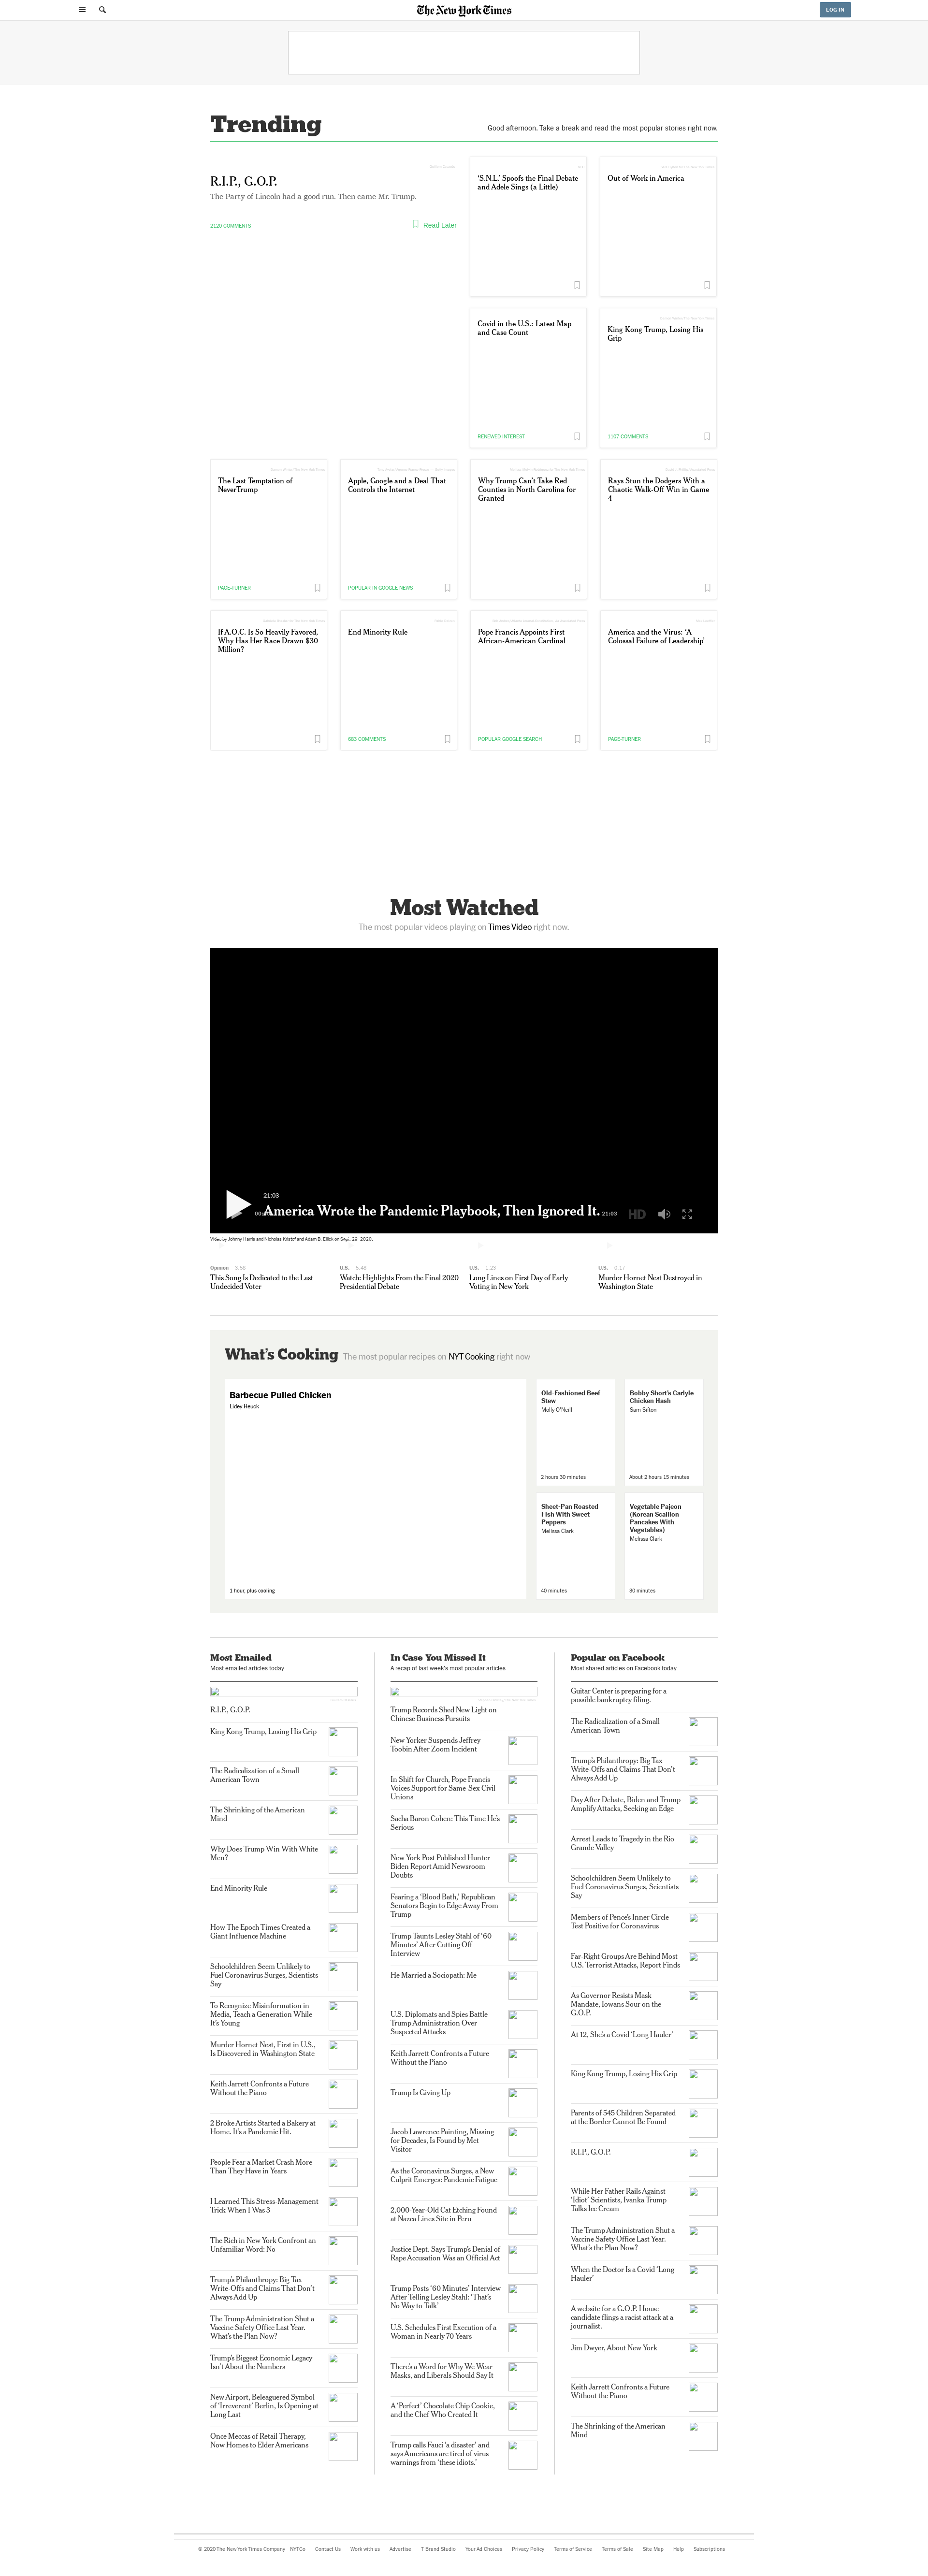 The New York Times
LOG IN
Trending
Good afternoon. Take a break and read the most popular stories right now.
R.I.P., G.O.P.
The Party of Lincoln had a good run. Then came Mr. Trump.
2120 COMMENTS
Read Later
‘S.N.L.’ Spoofs the Final Debate
and Adele Sings (a Little)
Out of Work in America
Covid in the U.S.: Latest Map
and Case Count
RENEWED INTEREST
King Kong Trump, Losing His
Grip
1107 COMMENTS
The Last Temptation of
NeverTrump
PAGE-TURNER
Apple, Google and a Deal That
Controls the Internet
POPULAR IN GOOGLE NEWS
Why Trump Can’t Take Red
Counties in North Carolina for
Granted
Rays Stun the Dodgers With a
Chaotic Walk-Off Win in Game
4
If A.O.C. Is So Heavily Favored,
Why Has Her Race Drawn $30
Million?
End Minority Rule
883 COMMENTS
Pope Francis Appoints First
African-American Cardinal
POPULAR GOOGLE SEARCH
America and the Virus: ‘A
Colossal Failure of Leadership’
PAGE-TURNER
Most Watched
The most popular videos playing on Times Video right now.
21:03
America Wrote the Pandemic Playbook, Then Ignored It.
21:03
HD
Video by Johnny Harris and Nicholas Kristof and Adam B. Ellick on Sept. 29, 2020.
Opinion
This Song Is Dedicated to the Last
Undecided Voter
U.S.
Watch: Highlights From the Final 2020
Presidential Debate
U.S. 1:23
Long Lines on First Day of Early
Voting in New York
U.S. 0:17
Murder Hornet Nest Destroyed in
Washington State
What’s Cooking
The most popular recipes on NYT Cooking right now
Barbecue Pulled Chicken
Lidey Heuck
1 hour, plus cooling
Old-Fashioned Beef
Stew
Molly O’Neill
2 hours 30 minutes
Bobby Short’s Carlyle
Chicken Hash
Sam Sifton
About 2 hours 15 minutes
Sheet-Pan Roasted
Fish With Sweet
Peppers
Melissa Clark
40 minutes
Vegetable Pajeon
(Korean Scallion
Pancakes With
Vegetables)
Melissa Clark
30 minutes
Most Emailed
Most emailed articles today
R.I.P., G.O.P.
King Kong Trump, Losing His Grip
The Radicalization of a Small
American Town
The Shrinking of the American
Mind
Why Does Trump Win With White
Men?
End Minority Rule
How The Epoch Times Created a
Giant Influence Machine
Schoolchildren Seem Unlikely to
Fuel Coronavirus Surges, Scientists
Say
To Recognize Misinformation in
Media, Teach a Generation While
It’s Young
Murder Hornet Nest, First in U.S.,
Is Discovered in Washington State
Keith Jarrett Confronts a Future
Without the Piano
2 Broke Artists Started a Bakery at
Home. It’s a Pandemic Hit.
People Fear a Market Crash More
Than They Have in Years
I Learned This Stress-Management
Trick When I Was 3
The Rich in New York Confront an
Unfamiliar Word: No
Trump’s Philanthropy: Big Tax
Write-Offs and Claims That Don’t
Always Add Up
The Trump Administration Shut a
Vaccine Safety Office Last Year.
What’s the Plan Now?
Trump’s Biggest Economic Legacy
Isn’t About the Numbers
New Airport, Beleaguered Symbol
of ‘Irreverent’ Berlin, Is Opening at
Long Last
Once Meccas of Retail Therapy,
Now Homes to Elder Americans
In Case You Missed It
A recap of last week’s most popular articles
Trump Records Shed New Light on
Chinese Business Pursuits
New Yorker Suspends Jeffrey
Toobin After Zoom Incident
In Shift for Church, Pope Francis
Voices Support for Same-Sex Civil
Unions
Sacha Baron Cohen: This Time He’s
Serious
New York Post Published Hunter
Biden Report Amid Newsroom
Doubts
Fearing a ‘Blood Bath,’ Republican
Senators Begin to Edge Away From
Trump
Trump Taunts Lesley Stahl of ‘60
Minutes’ After Cutting Off
Interview
He Married a Sociopath: Me
U.S. Diplomats and Spies Battle
Trump Administration Over
Suspected Attacks
Keith Jarrett Confronts a Future
Without the Piano
Trump Is Giving Up
Jacob Lawrence Painting, Missing
for Decades, Is Found by Met
Visitor
As the Coronavirus Surges, a New
Culprit Emerges: Pandemic Fatigue
2,000-Year-Old Cat Etching Found
at Nazca Lines Site in Peru
Justice Dept. Says Trump’s Denial of
Rape Accusation Was an Official Act
Trump Posts ‘60 Minutes’ Interview
After Telling Lesley Stahl: ‘That’s
No Way to Talk’
U.S. Schedules First Execution of a
Woman in Nearly 70 Years
There’s a Word for Why We Wear
Masks, and Liberals Should Say It
A ‘Perfect’ Chocolate Chip Cookie,
and the Chef Who Created It
Trump calls Fauci ‘a disaster’ and
says Americans are tired of virus
warnings from ‘these idiots.’
Popular on Facebook
Most shared articles on Facebook today
Guitar Center is preparing for a
possible bankruptcy filing.
The Radicalization of a Small
American Town
Trump’s Philanthropy: Big Tax
Write-Offs and Claims That Don’t
Always Add Up
Day After Debate, Biden and Trump
Amplify Attacks, Seeking an Edge
Arrest Leads to Tragedy in the Rio
Grande Valley
Schoolchildren Seem Unlikely to
Fuel Coronavirus Surges, Scientists
Say
Members of Pence’s Inner Circle
Test Positive for Coronavirus
Far-Right Groups Are Behind Most
U.S. Terrorist Attacks, Report Finds
As Governor Resists Mask
Mandate, Iowans Sour on the
G.O.P.
At 12, She’s a Covid ‘Long Hauler’
King Kong Trump, Losing His Grip
Parents of 545 Children Separated
at the Border Cannot Be Found
R.I.P., G.O.P.
While Her Father Rails Against
‘Idiot’ Scientists, Ivanka Trump
Talks Ice Cream
The Trump Administration Shut a
Vaccine Safety Office Last Year.
What’s the Plan Now?
When the Doctor Is a Covid ‘Long
Hauler’
A website for a G.O.P. House
candidate flings a racist attack at a
journalist.
Jim Dwyer, About New York
Keith Jarrett Confronts a Future
Without the Piano
The Shrinking of the American
Mind
© 2020 The New York Times Company NYTCo Contact Us Work with us Advertise T Brand Studio Your Ad Choices Privacy Policy Terms of Service Terms of Sale Site Map Help Subscriptions